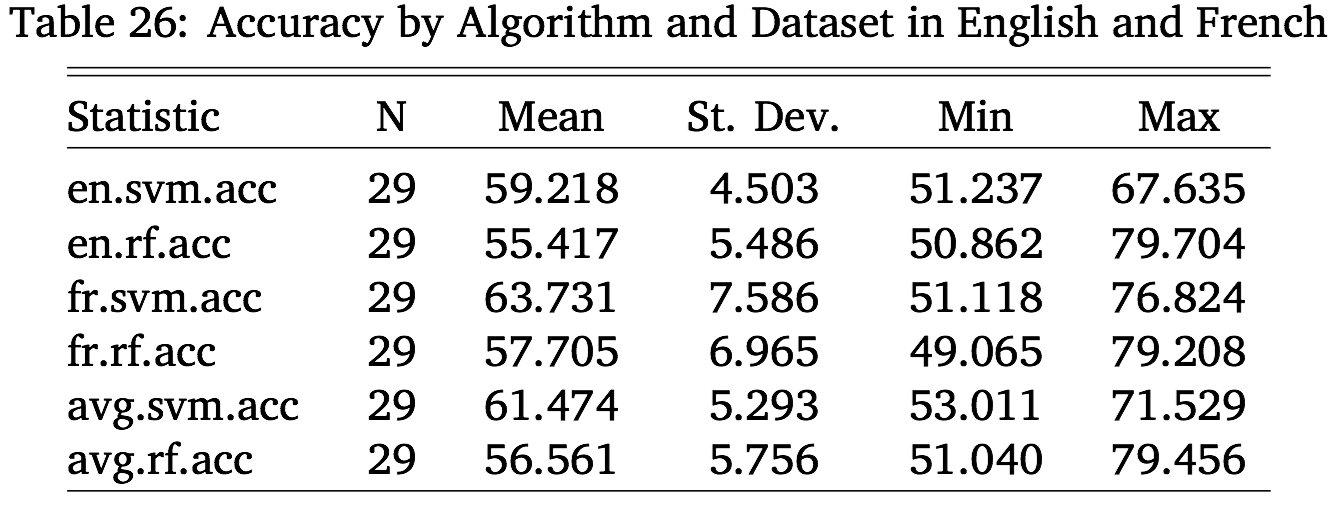 Table 26: Accuracy by Algorithm and Dataset in English and French
Statistic N Mean St. Dev. Min Max
en.svm.acc 29 59.218 4.503 51.237 67.635
en.rf.acc 29 55.417 5.486 50.862 79.704
fr.svm.acc 29 63.731 7.586 51.118 76.824
fr.rf.acc 29 57.705 6.965 49.065 79.208
avg.svm.acc 29 61.474 5.293 53.011 71.529
avg.rf.acc 29 56.561 5.756 51.040 79.456